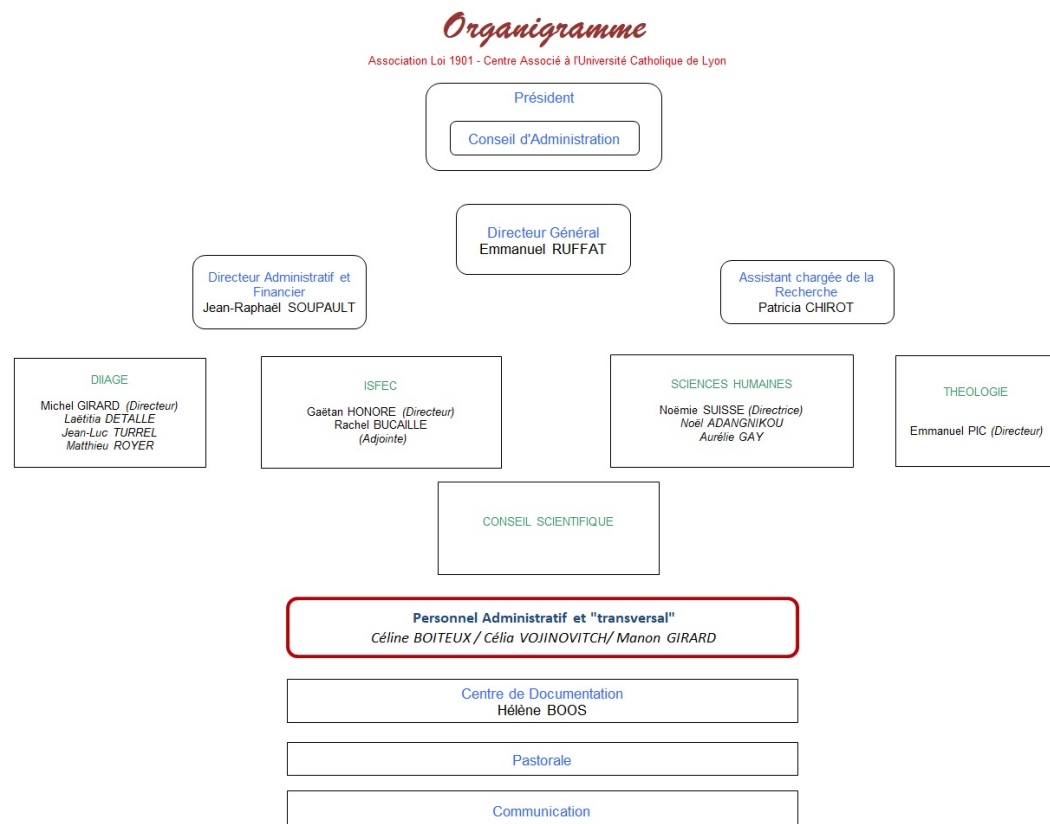 Organigramme
Association Loi 1901 - Centre Associé à l'Université Catholique de Lyon
Président
Conseil d'Administration
Directeur Général
Emmanuel RUFFAT
Directeur Administratif et
Financier
Jean-Raphaël SOUPAULT
Assistant chargée de la
Recherche
Patricia CHIROT
DIIAGE
Michel GIRARD (Directeur)
Laëtitia DETALLE
Jean-Luc TURREL
Matthieu ROYER
ISFEC
Gaëtan HONORE (Directeur)
Rachel BUCAILLE
(Adjointe)
SCIENCES HUMAINES
Noëmie SUISSE (Directrice)
Noël ADANGNIKOU
Aurélie GAY
THEOLOGIE
Emmanuel PIC (Directeur)
CONSEIL SCIENTIFIQUE
Personnel Administratif et "transversal"
Céline BOITEUX / Célia VOJINOVITCH/ Manon GIRARD
Centre de Documentation
Hélène BOOS
Pastorale
Communication